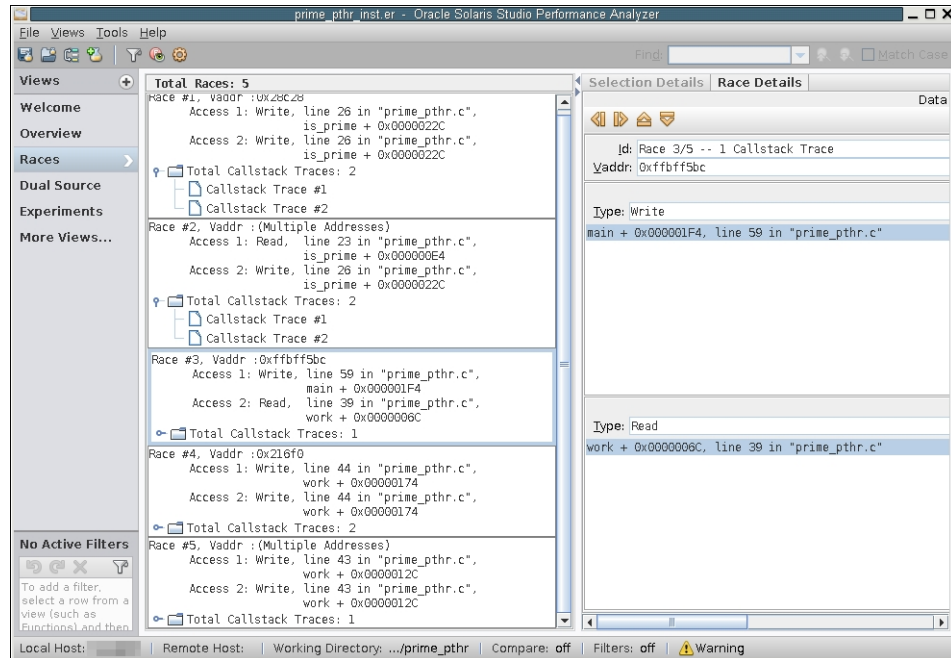 prime_pthr_inst.er - Oracle Solaris Studio Performance Analyzer
File Views Tools Help
Find:
Match Case
Views
Welcome
Overview
Races
Dual Source
Experiments
More Views...
No Active Filters
To add a filter,
select a row from a
view (such as
Functions) and then
Total Races: 5
Race #1, Vaddr :0x28c28
Access 1: Write, line 26 in "prime_pthr.c",
is_prime + 0x0000022C
Access 2: Write, line 26 in "prime_pthr.c",
is_prime + 0x0000022C
Total Callstack Traces: 2
Callstack Trace #1
Callstack Trace #2
Race #2, Vaddr :(Multiple Addresses)
Access 1: Read, line 23 in "prime_pthr.c",
is_prime + 0x000000E4
Access 2: Write, line 26 in "prime_pthr.c",
is_prime + 0x0000022C
Total Callstack Traces: 2
Callstack Trace #1
Callstack Trace #2
Race #3, Vaddr :0xffbff5bc
Access 1: Write, line 59 in "prime_pthr.c",
main + 0x000001F4
Access 2: Read, line 39 in "prime_pthr.c",
work + 0x0000006C
Total Callstack Traces: 1
Race #4, Vaddr :0x216f0
Access 1: Write, line 44 in "prime_pthr.c",
work + 0x00000174
Access 2: Write, line 44 in "prime_pthr.c",
work + 0x00000174
Total Callstack Traces: 2
Race #5, Vaddr :(Multiple Addresses)
Access 1: Write, line 43 in "prime_pthr.c",
work + 0x0000012C
Access 2: Write, line 43 in "prime_pthr.c",
work + 0x0000012C
Total Callstack Traces: 1
Selection Details Race Details
Data
Id: Race 3/5 -- 1 Callstack Trace
Vaddr: 0xffbff5bc
Type: Write
main + 0x000001F4, line 59 in "prime_pthr.c"
Type: Read
work + 0x0000006C, line 39 in "prime_pthr.c"
Local Host: Remote Host: Working Directory: .../prime_pthr Compare: off Filters: off Warning